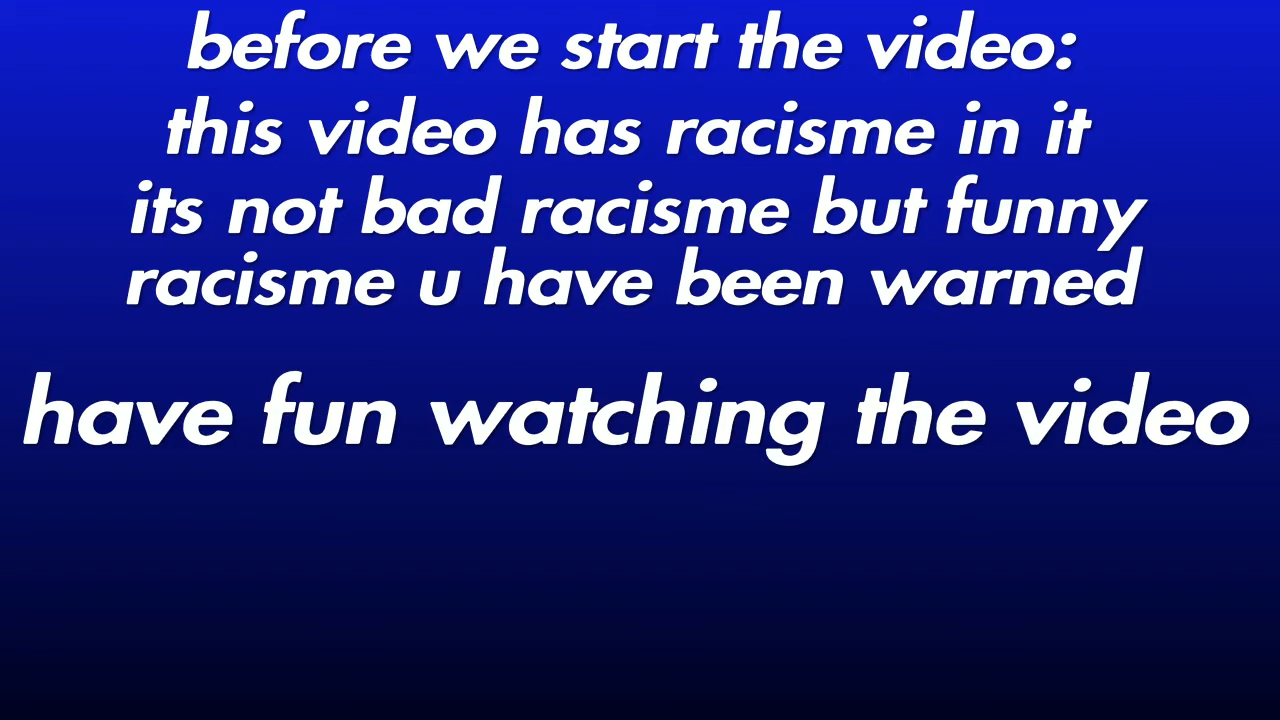 before we start the video:
this video has racisme in it
its not bad racisme but funny
racisme u have been warned
have fun watching the video